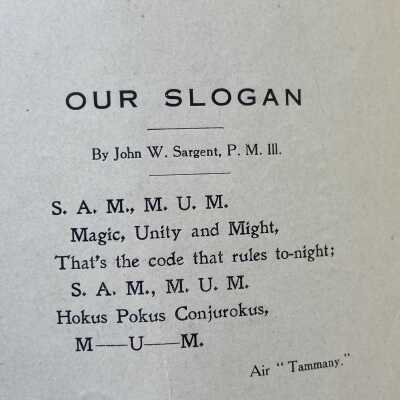 OUR SLOGAN
By John W. Sargent, P. M. Ill.
S. A. M., M. U. M.
Magic, Unity and Might,
That's the code that rules to-night;
S. A. M., M. U. M.
Hokus Pokus Conjurokus,
M——U——M.
Air "Tammany."